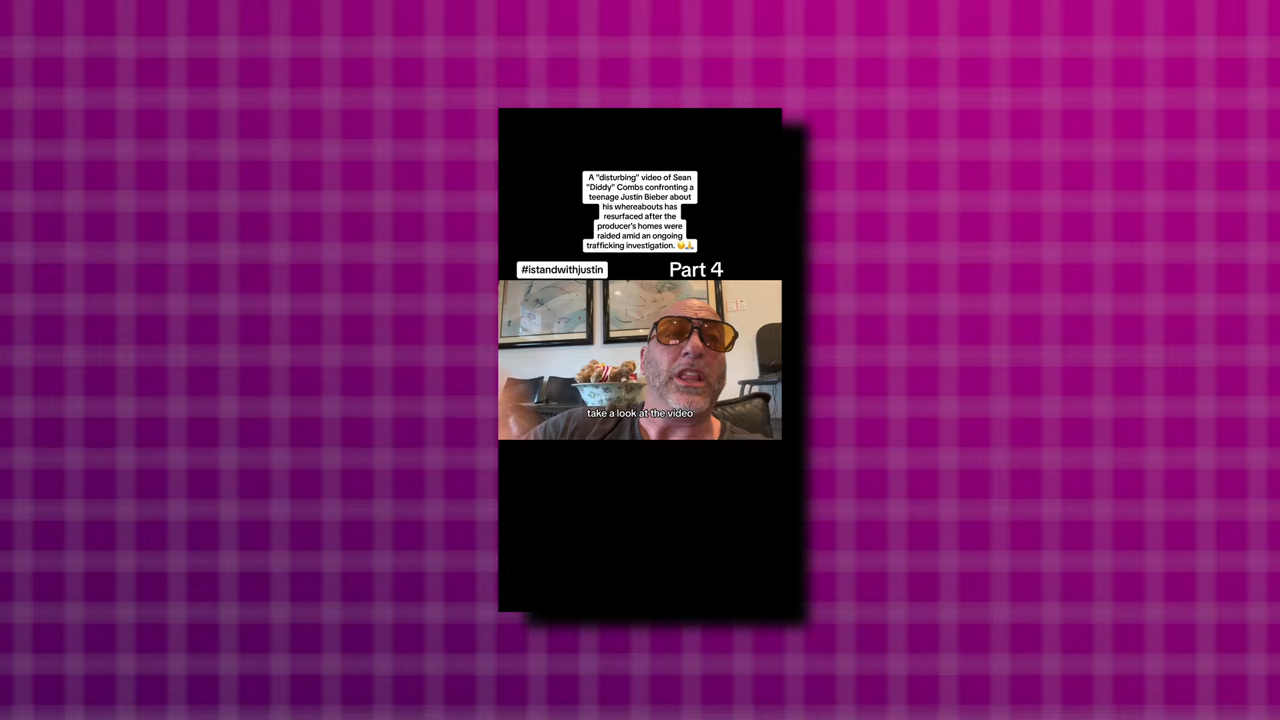 A "disturbing" video of Sean
"Diddy" Combs confronting a
teenage Justin Bieber about
his whereabouts has
resurfaced after the
producer's homes were
raided amid an ongoing
trafficking investigation. 😔🙏
#istandwithjustin
Part 4
take a look at the video